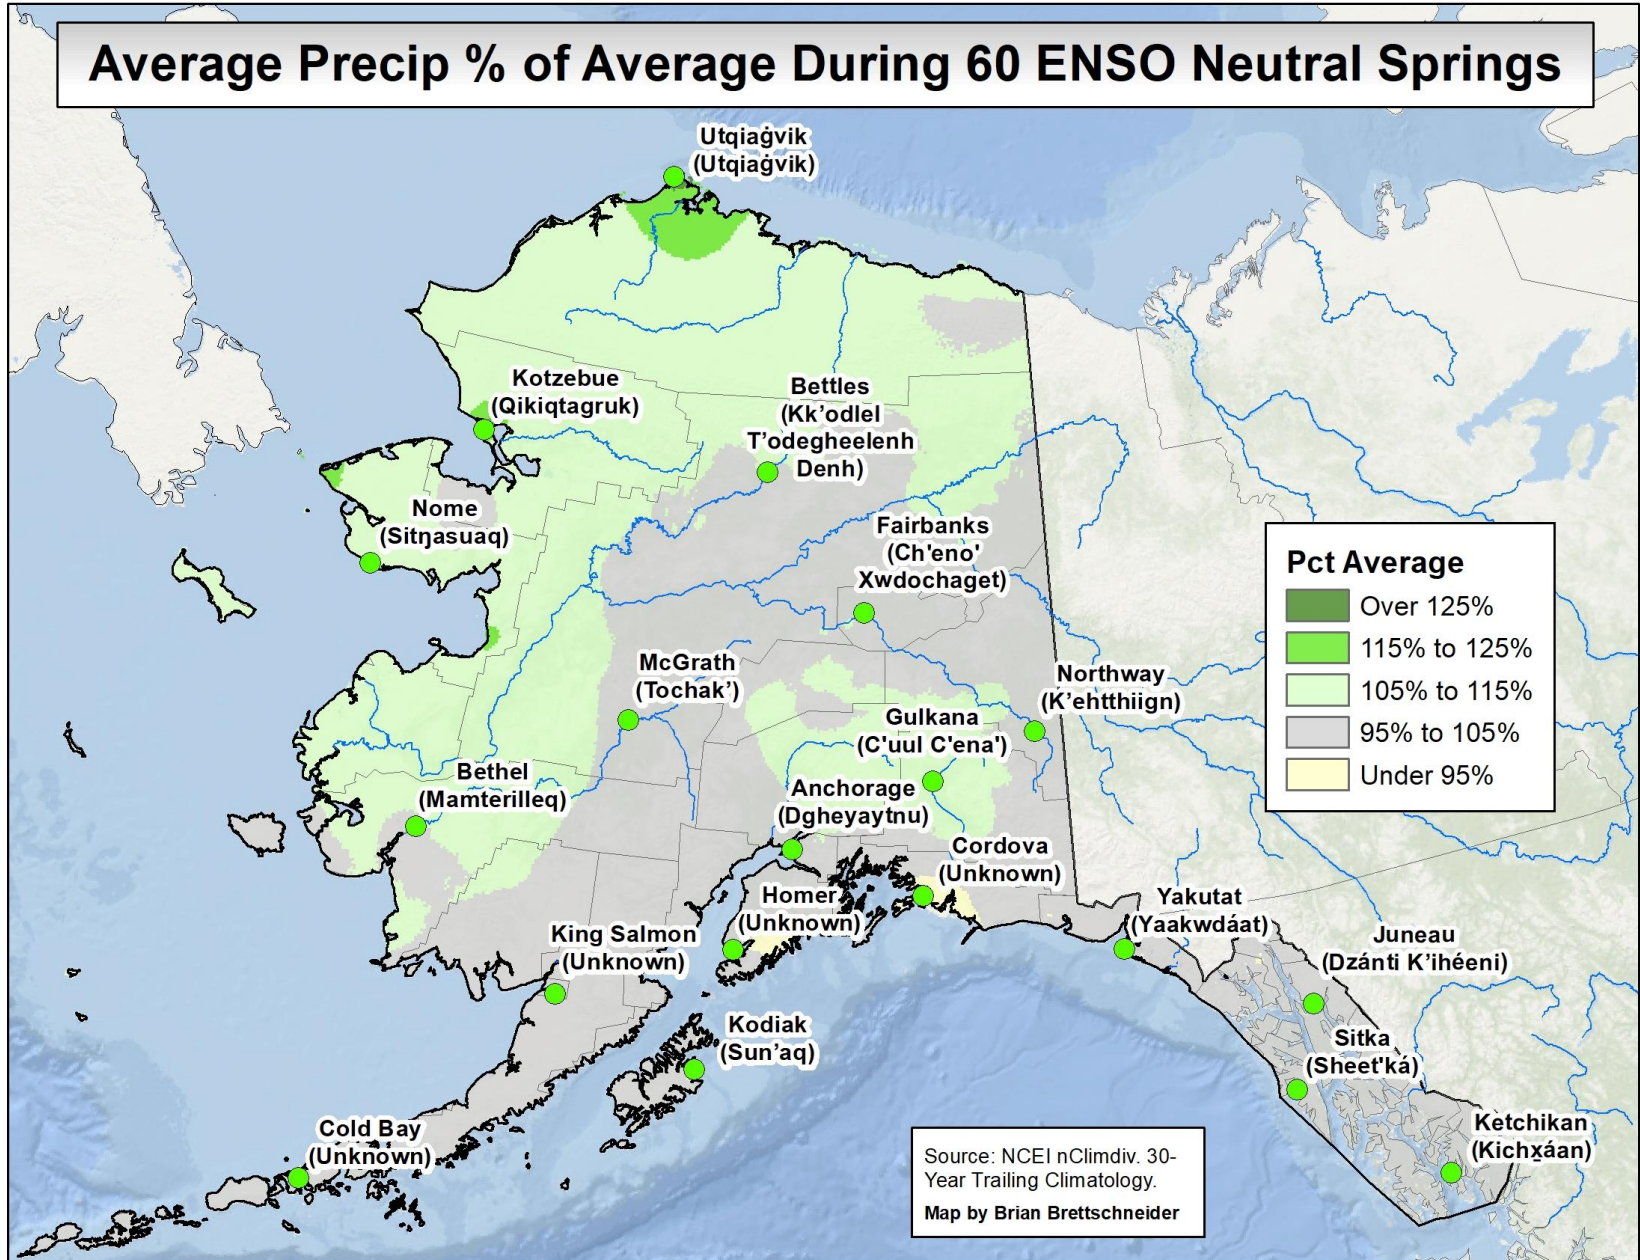 Average Precip % of Average During 60 ENSO Neutral Springs
Utqiaġvik
(Utqiaġvik)
Kotzebue
(Qikiqtagruk)
Bettles
(Kk’odlel
T’odegheelenh
Denh)
Nome
(Sitŋasuaq)
Fairbanks
(Ch'eno'
Xwdochaget)
Pct Average
Over 125%
115% to 125%
105% to 115%
95% to 105%
Under 95%
McGrath
(Tochak’)
Northway
(K’ehtthiign)
Gulkana
(C'uul C'ena')
Bethel
(Mamterilleq)
Anchorage
(Dgheyaytnu)
Cordova
(Unknown)
Homer
(Unknown)
Yakutat
(Yaakwdáat)
King Salmon
(Unknown)
Juneau
(Dzánti K’ihéeni)
Kodiak
(Sun’aq)
Sitka
(Sheet'ká)
Cold Bay
(Unknown)
Ketchikan
(Kichx̱áan)
Source: NCEI nClimdiv. 30-
Year Trailing Climatology.
Map by Brian Brettschneider